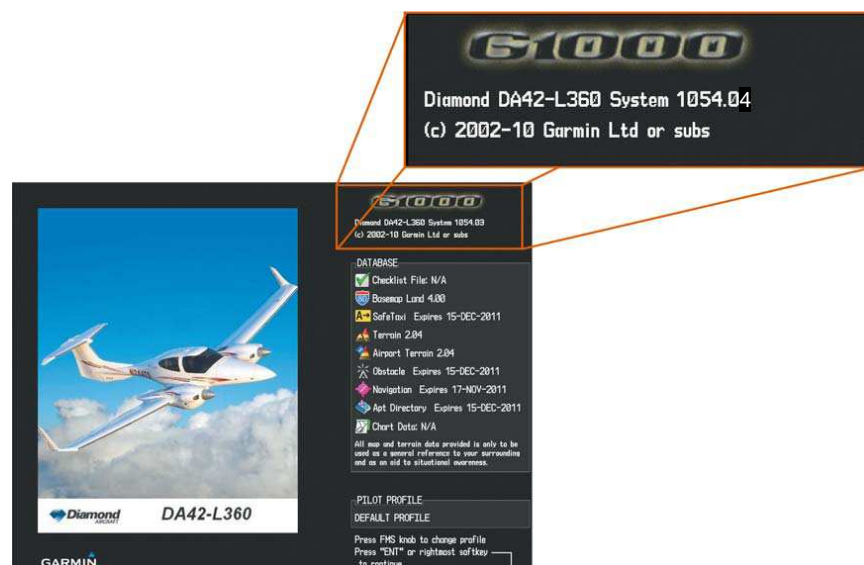 G1000
Diamond DA42-L360 System 1054.04
(c) 2002-10 Garmin Ltd or subs
G1000
Diamond DA42-L360 System 1054.03
(c) 2002-10 Garmin Ltd or subs
DATABASE
Checklist File: N/A
Basemap Land 4.00
A→ SafeTaxi Expires 15-DEC-2011
Terrain 2.04
Airport Terrain 2.04
Obstacle Expires 15-DEC-2011
Navigation Expires 17-NOV-2011
Apt Directory Expires 15-DEC-2011
Chart Data: N/A
All map and terrain data provided is only to be
used as a general reference to your surrounding
and as an aid to situational awareness.
PILOT PROFILE
DEFAULT PROFILE
Press FMS knob to change profile
Press "ENT" or rightmost softkey
to continue
Diamond
AIRCRAFT
DA42-L360
GARMIN